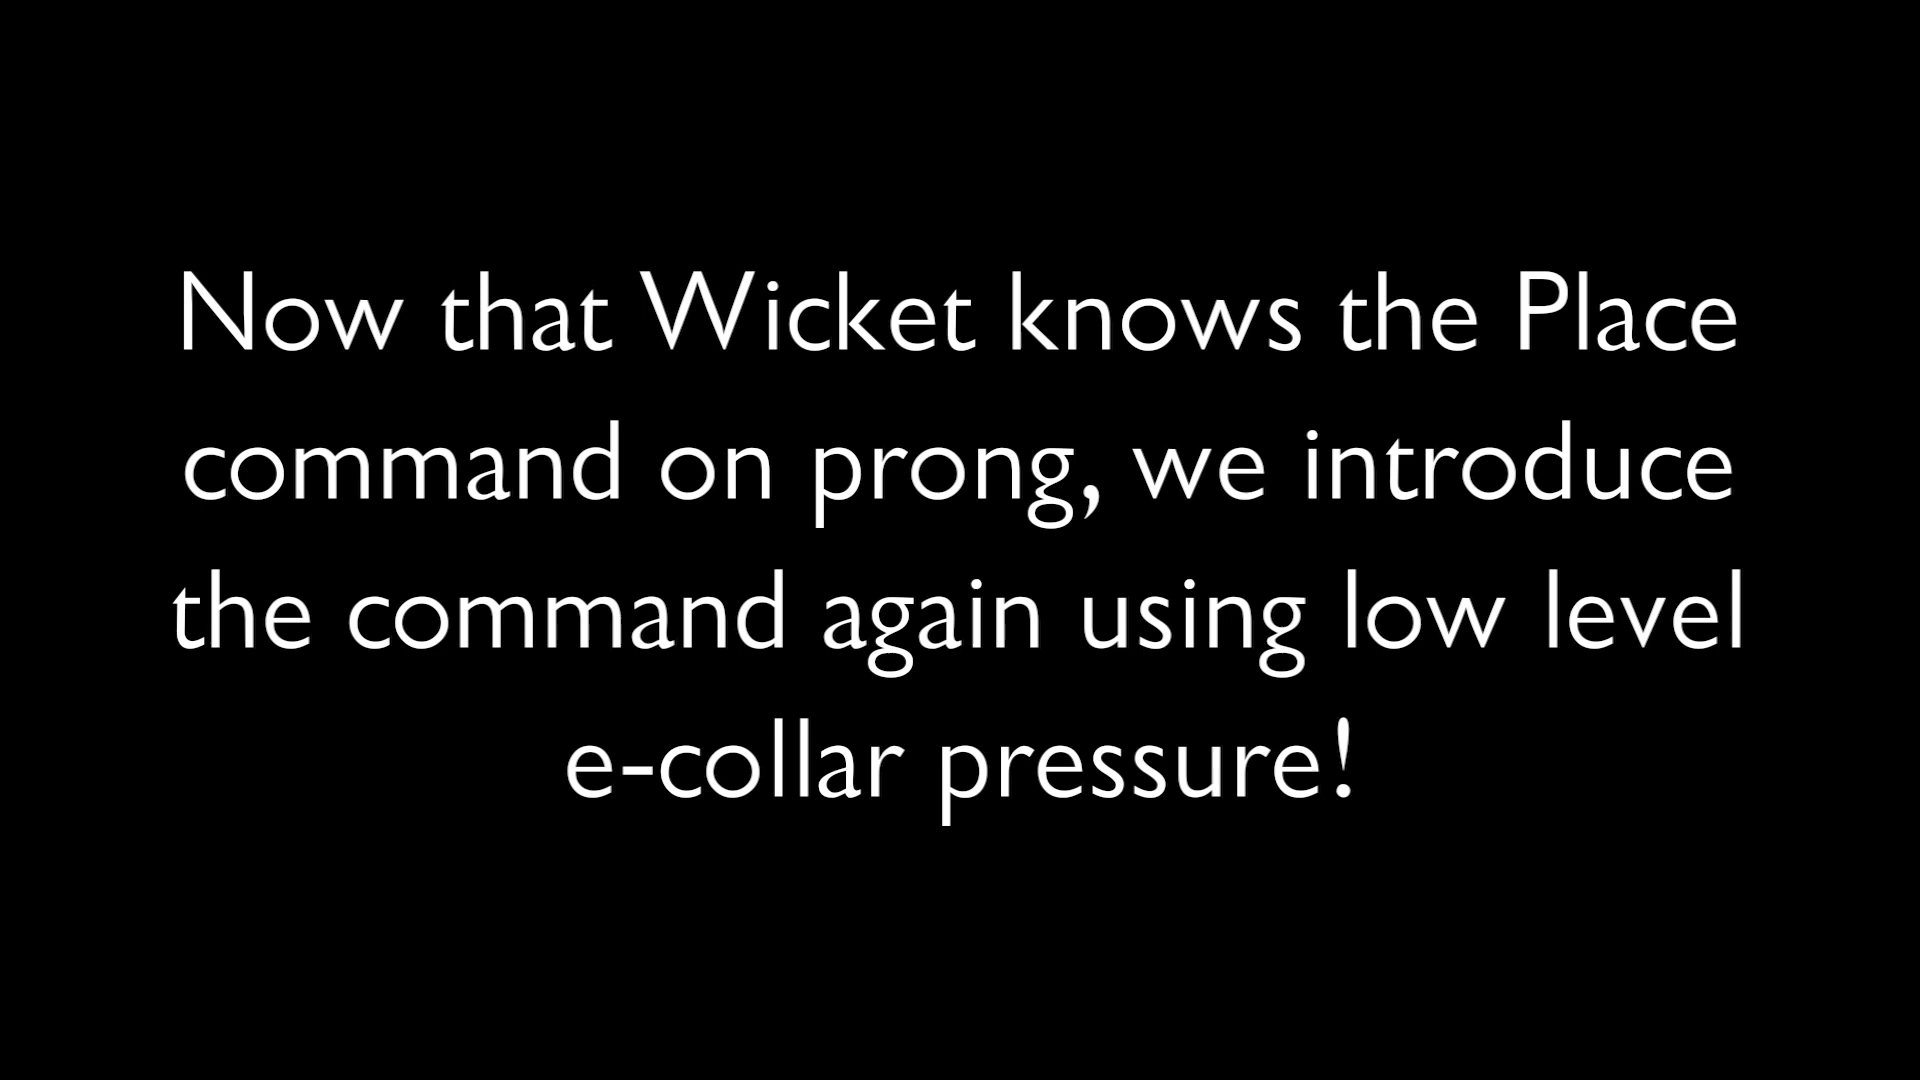 Now that Wicket knows the Place
command on prong, we introduce
the command again using low level
e-collar pressure!